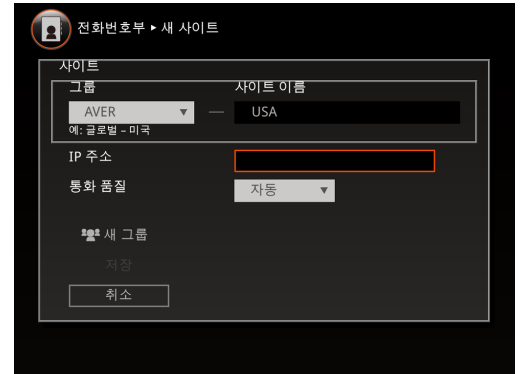 전화번호부 ▸ 새 사이트
사이트
그룹 사이트 이름
AVER ▼ — USA
예: 글로벌 – 미국
IP 주소
통화 품질 자동 ▼
새 그룹
저장
취소